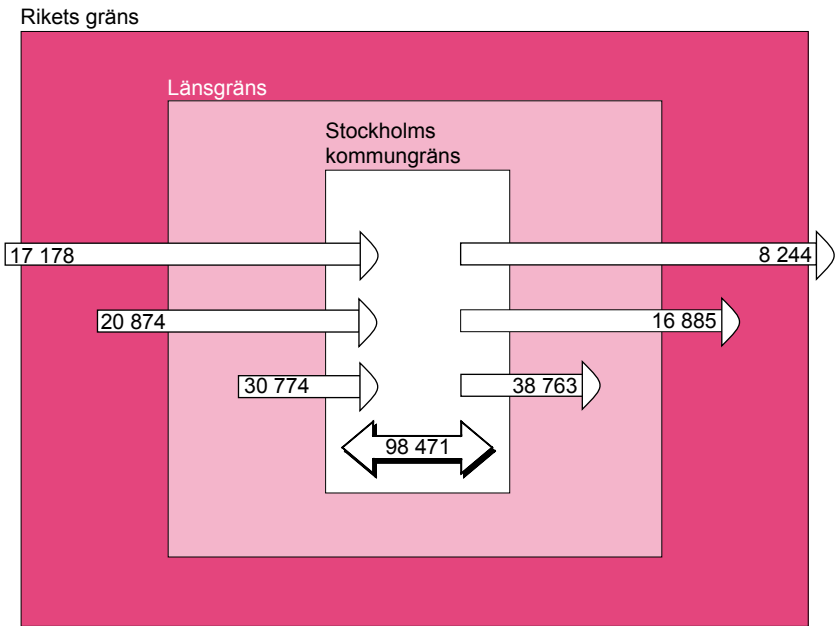 Rikets gräns
Länsgräns
Stockholms
kommungräns
17 178
8 244
20 874
16 885
30 774
38 763
98 471